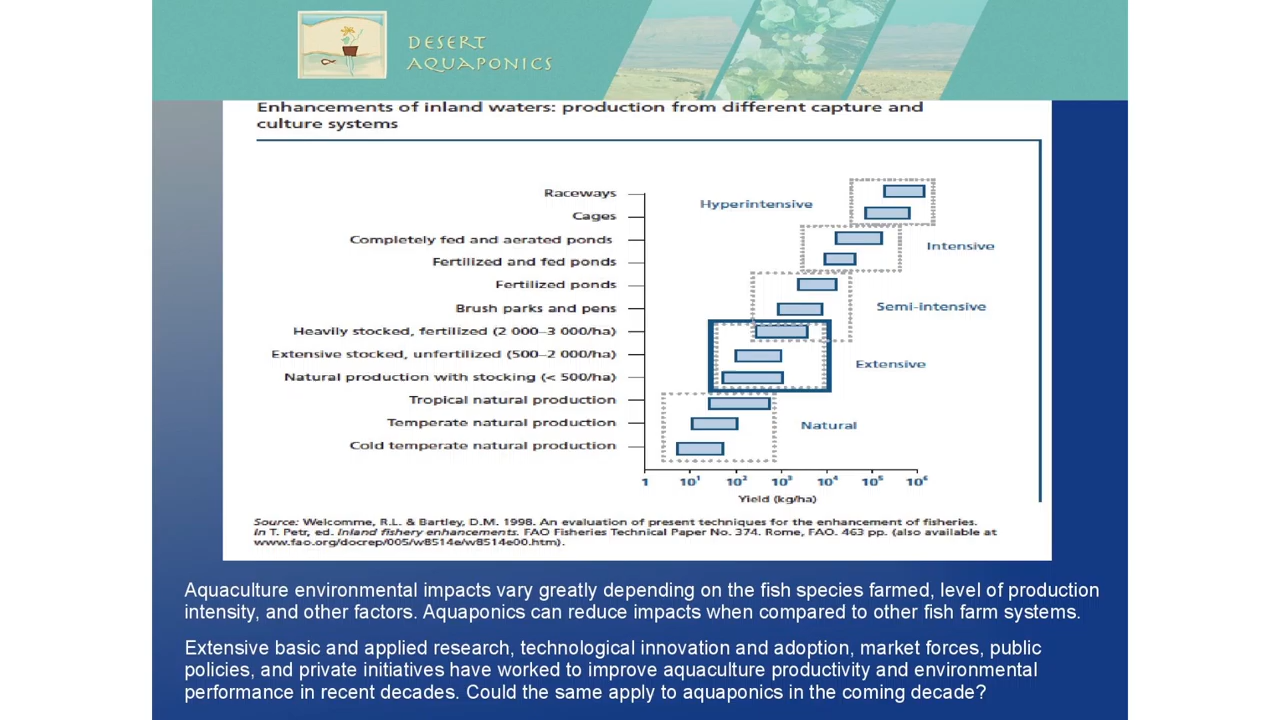 DESERT
AQUAPONICS
Enhancements of inland waters: production from different capture and
culture systems
Raceways
Hyperintensive
Cages
Completely fed and aerated ponds
Intensive
Fertilized and fed ponds
Fertilized ponds
Brush parks and pens
Semi-intensive
Heavily stocked, fertilized (2 000–3 000/ha)
Extensive stocked, unfertilized (500–2 000/ha)
Extensive
Natural production with stocking (< 500/ha)
Tropical natural production
Temperate natural production
Natural
Cold temperate natural production
1 10¹ 10² 10³ 10⁴ 10⁵ 10⁶
Yield (kg/ha)
Source: Welcomme, R.L. & Bartley, D.M. 1998. An evaluation of present techniques for the enhancement of fisheries.
In T. Petr, ed. Inland fishery enhancements. FAO Fisheries Technical Paper No. 374. Rome, FAO. 463 pp. (also available at
www.fao.org/docrep/005/w8514e/w8514e00.htm).
Aquaculture environmental impacts vary greatly depending on the fish species farmed, level of production
intensity, and other factors. Aquaponics can reduce impacts when compared to other fish farm systems.
Extensive basic and applied research, technological innovation and adoption, market forces, public
policies, and private initiatives have worked to improve aquaculture productivity and environmental
performance in recent decades. Could the same apply to aquaponics in the coming decade?